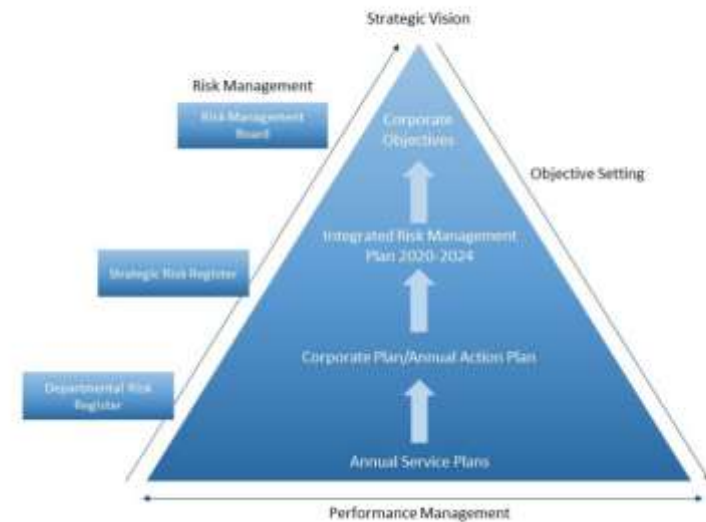 Strategic Vision
Risk Management
Risk Management
Board
Corporate
Objectives
Objective Setting
Integrated Risk Management
Plan 2020-2024
Strategic Risk Register
Corporate Plan/Annual Action Plan
Departmental Risk
Register
Annual Service Plans
Performance Management